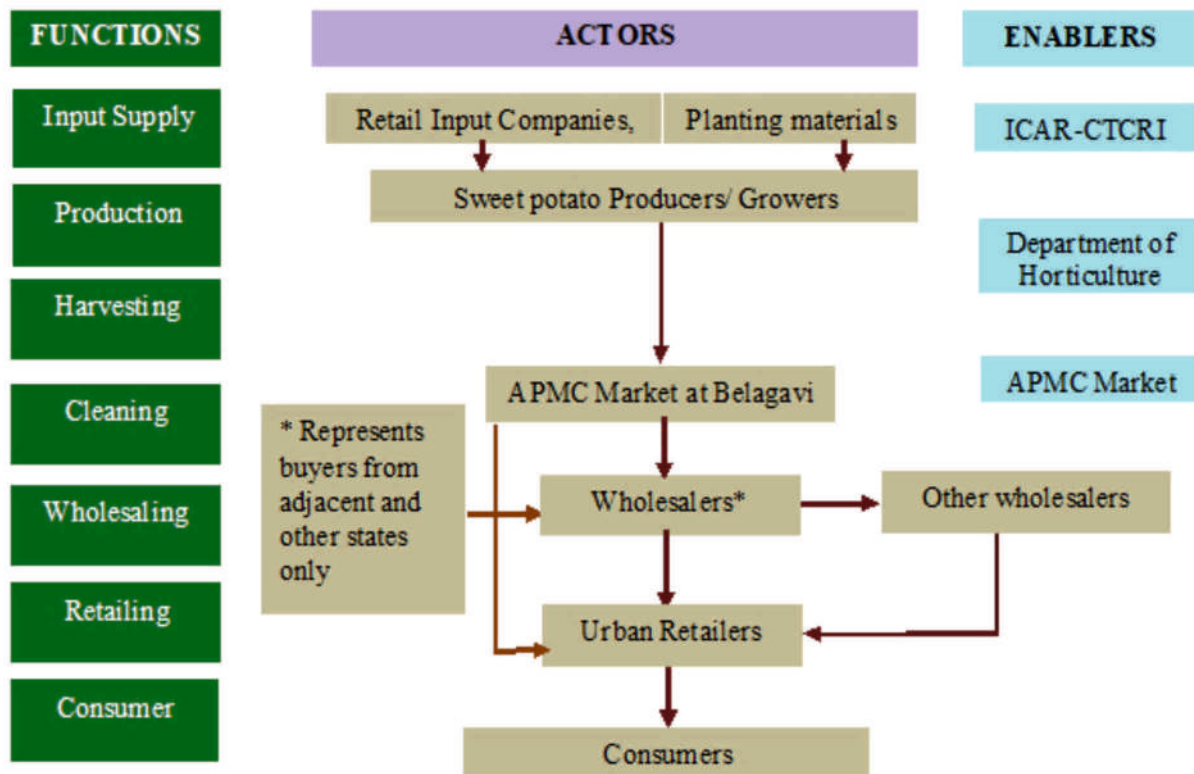 FUNCTIONS
ACTORS
ENABLERS
Input Supply
Retail Input Companies,
Planting materials
ICAR-CTCRI
Production
Sweet potato Producers/ Growers
Department of
Horticulture
Harvesting
APMC Market at Belagavi
APMC Market
Cleaning
* Represents
buyers from
adjacent and
other states
only
Wholesaling
Wholesalers*
Other wholesalers
Retailing
Urban Retailers
Consumer
Consumers